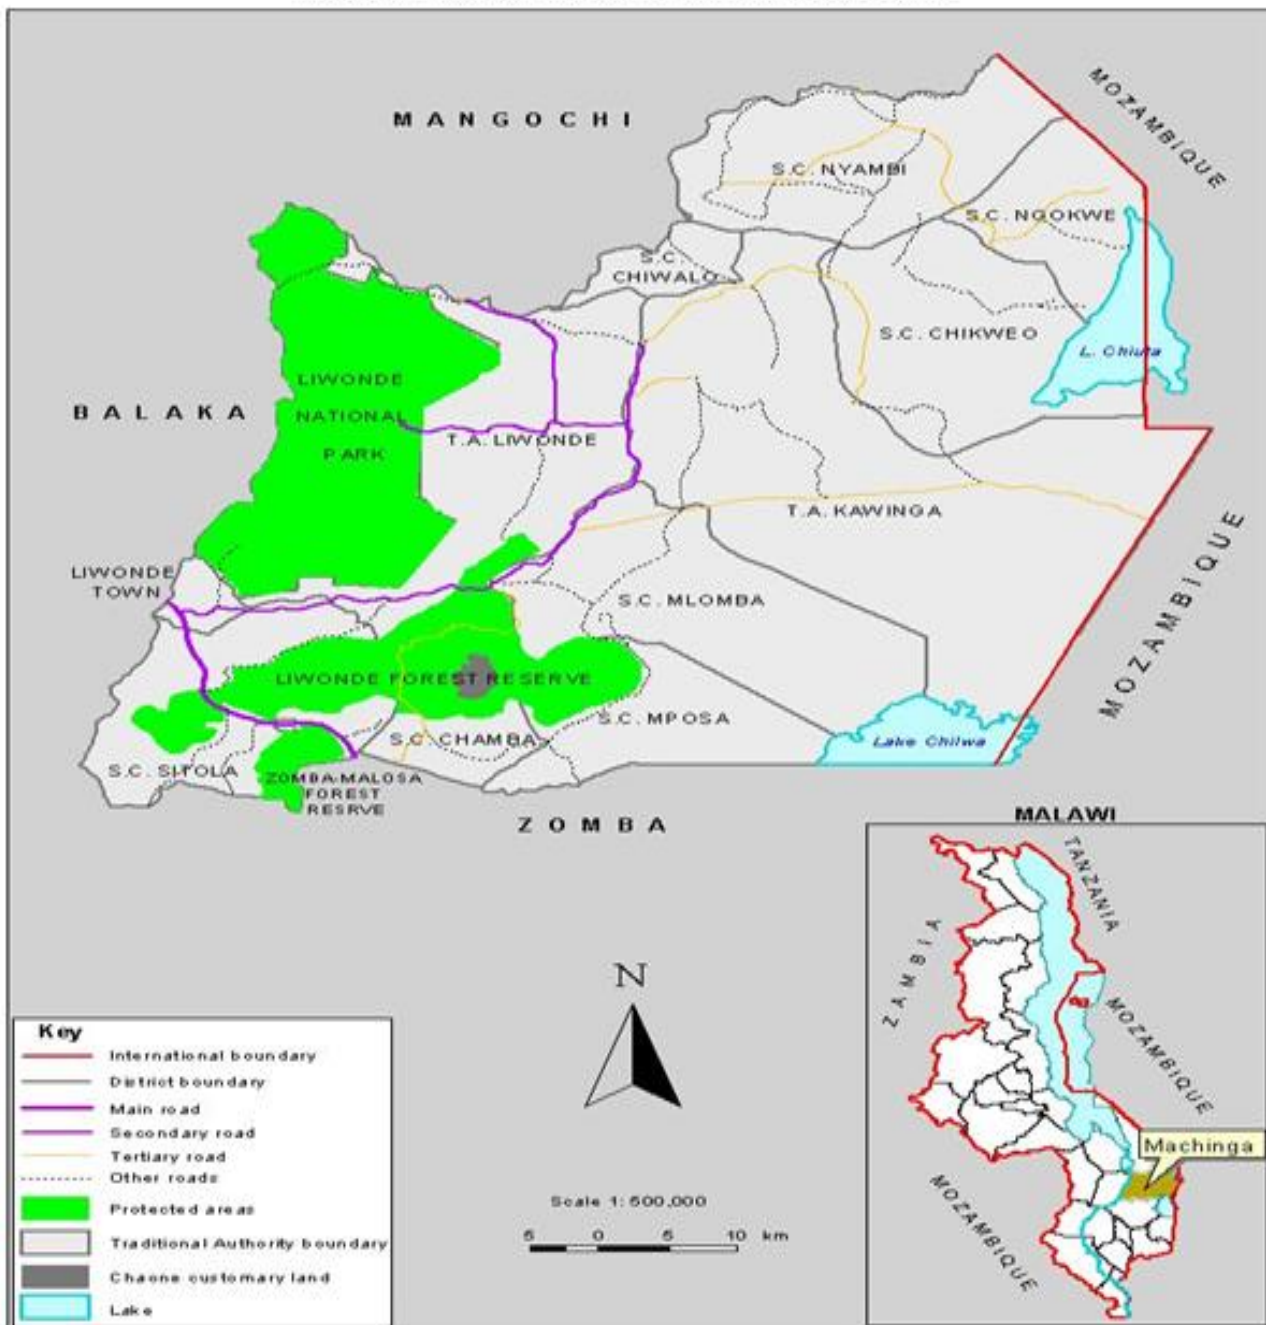 MANGOCHI
MOZAMBIQUE
S.C. NYAMBI
S.C. NGOKWE
S.C.
CHIWALO
S.C. CHIKWEO
L. Chiuta
BALAKA
LIWONDE
NATIONAL
PARK
T.A. LIWONDE
T.A. KAWINGA
MOZAMBIQUE
LIWONDE
TOWN
S.C. MLOMBA
LIWONDE FOREST RESERVE
S.C. MPOSA
S.C. CHAMBA
Lake Chilwa
S.C. SITOLA
ZOMBA-MALOSA
FOREST
RESRVE
ZOMBA
MALAWI
TANZANIA
ZAMBIA
MOZAMBIQUE
Machinga
MOZAMBIQUE
N
Key
International boundary
District boundary
Main road
Secondary road
Tertiary road
Other roads
Protected areas
Traditional Authority boundary
Chaone customary land
Lake
Scale 1:500,000
5 0 5 10 km